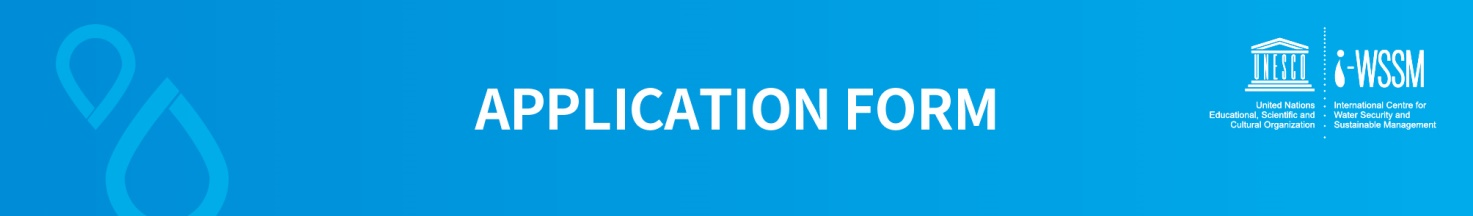 APPLICATION FORM
UNESCO
United Nations
Educational, Scientific and
Cultural Organization
i-WSSM
International Centre for
Water Security and
Sustainable Management